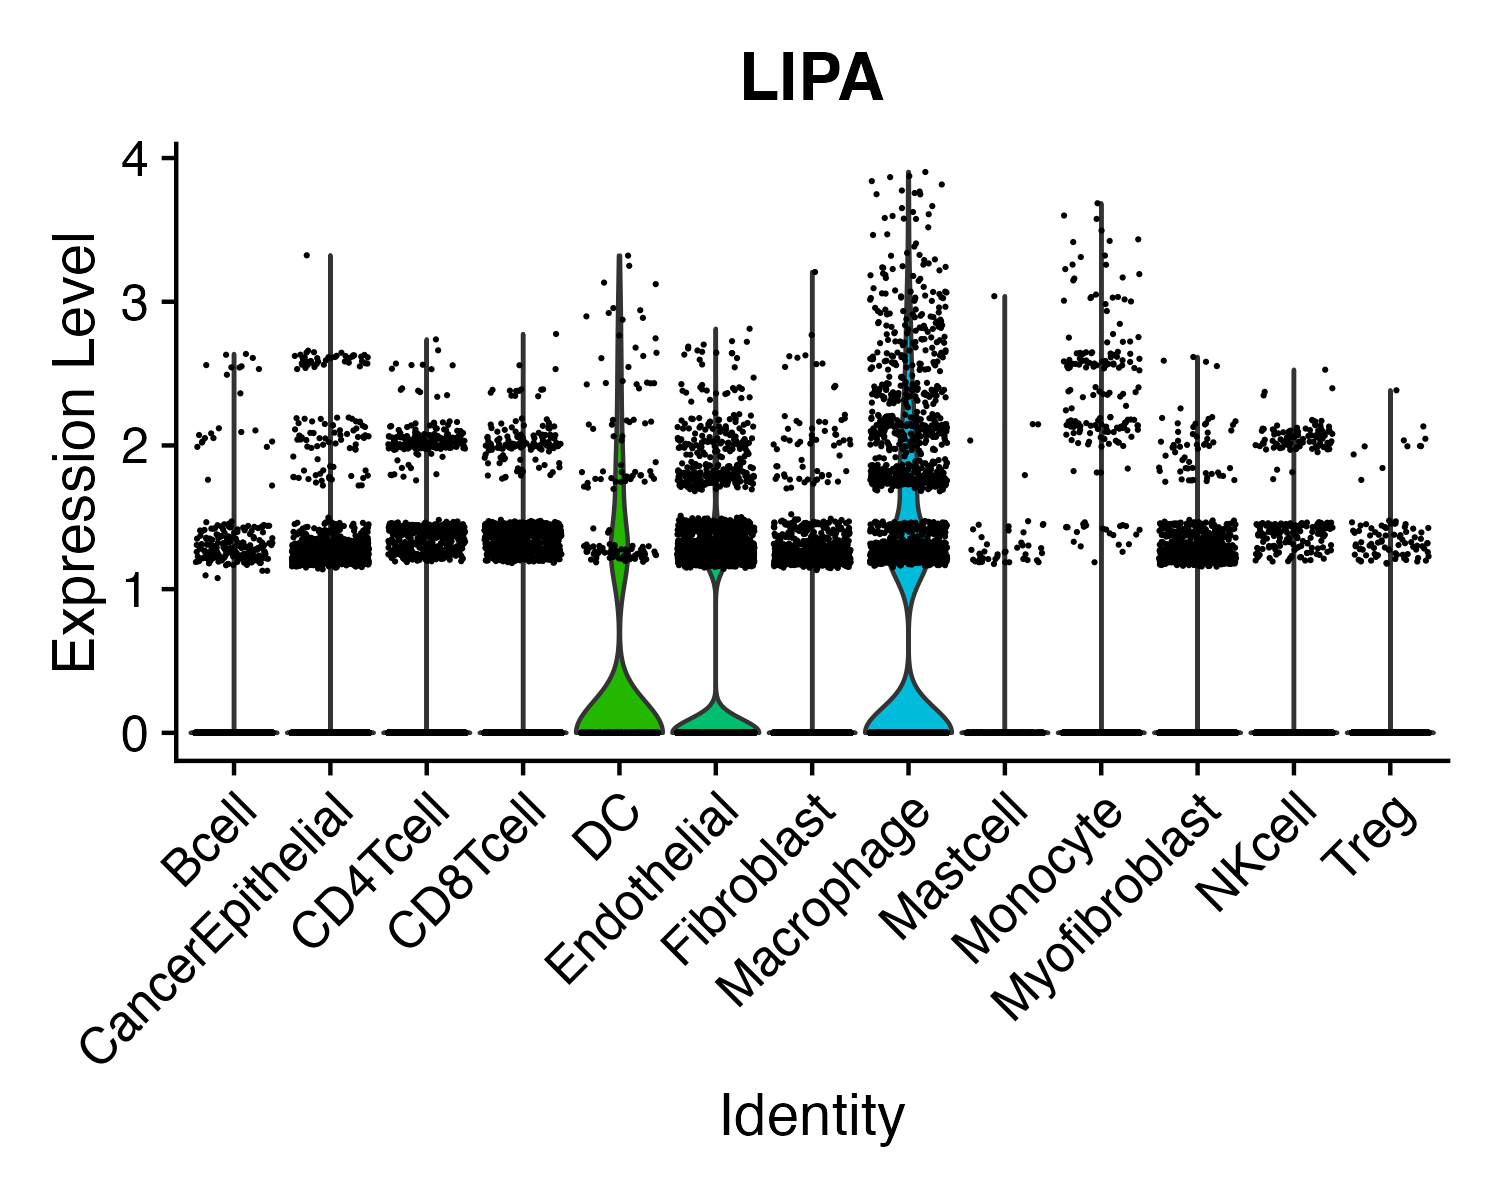 LIPA
Expression Level
4
3
2
1
0
Bcell
CancerEpithelial
CD4Tcell
CD8Tcell
DC
Endothelial
Fibroblast
Macrophage
Mastcell
Monocyte
Myofibroblast
NKcell
Treg
Identity